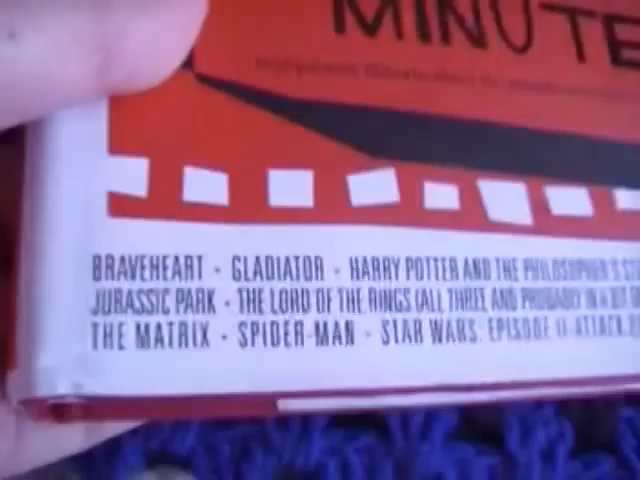 MINUTE
BRAVEHEART · GLADIATOR · HARRY POTTER AND THE PHILOSOPHER'S
JURASSIC PARK · THE LORD OF THE RINGS (ALL THREE AND PROBABLY IN A BIT
THE MATRIX · SPIDER-MAN · STAR WARS: EPISODE II-ATTACK